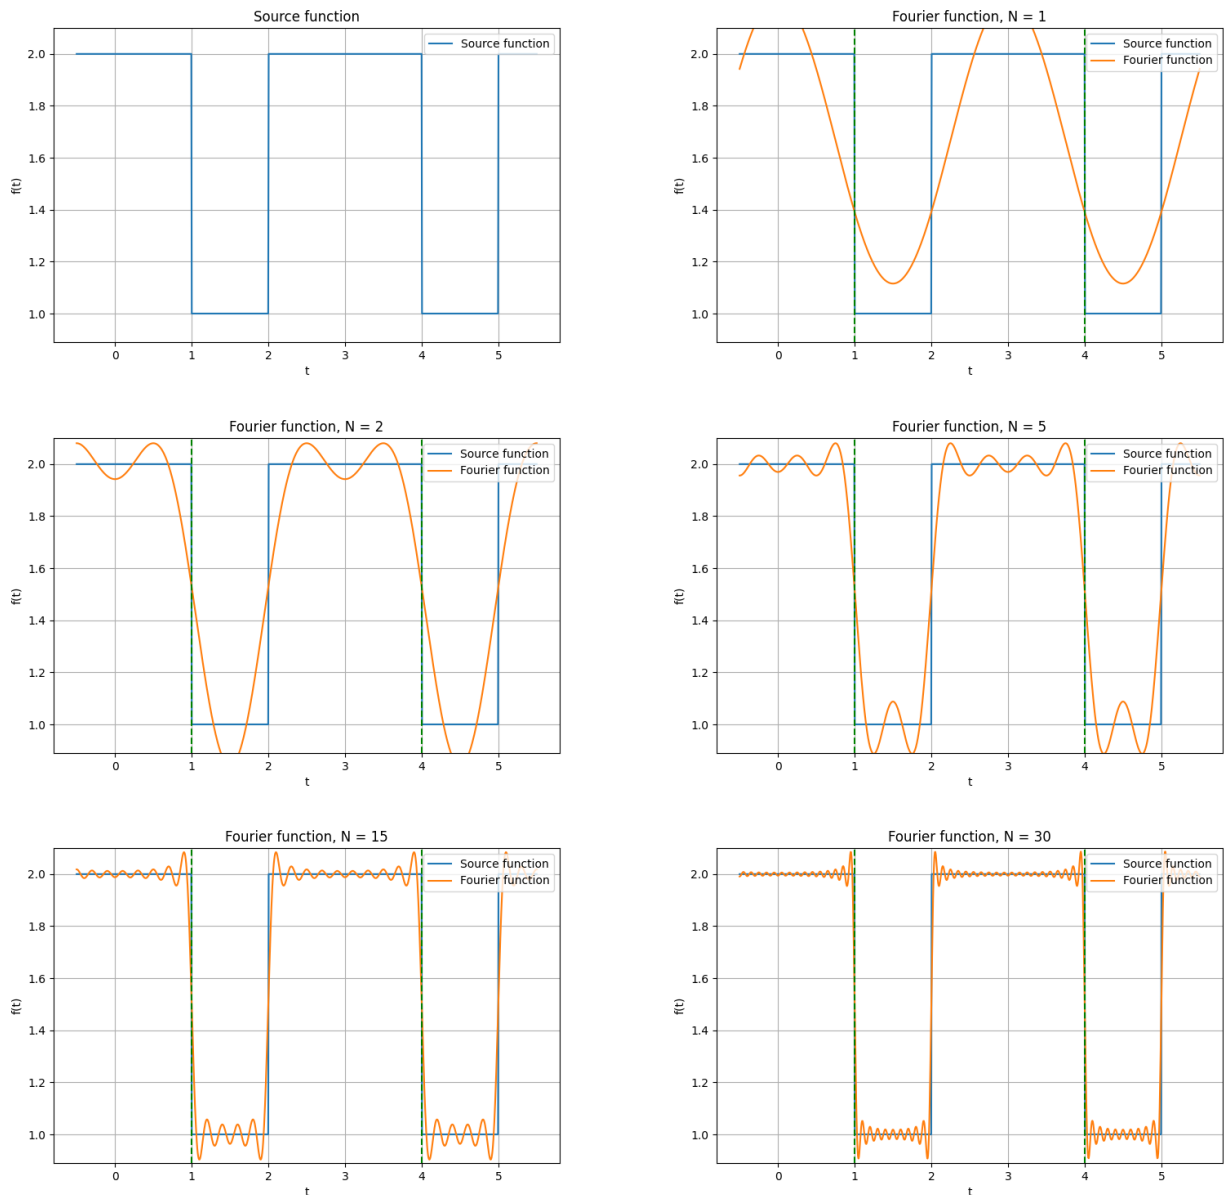 Source function
Source function
2.0
1.8
1.6
1.4
1.2
1.0
f(t)
0 1 2 3 4 5
t
Fourier function, N = 1
Source function
Fourier function
2.0
1.8
1.6
1.4
1.2
1.0
f(t)
0 1 2 3 4 5
t
Fourier function, N = 2
Source function
Fourier function
2.0
1.8
1.6
1.4
1.2
1.0
f(t)
0 1 2 3 4 5
t
Fourier function, N = 5
Source function
Fourier function
2.0
1.8
1.6
1.4
1.2
1.0
f(t)
0 1 2 3 4 5
t
Fourier function, N = 15
Source function
Fourier function
2.0
1.8
1.6
1.4
1.2
1.0
f(t)
0 1 2 3 4 5
t
Fourier function, N = 30
Source function
Fourier function
2.0
1.8
1.6
1.4
1.2
1.0
f(t)
0 1 2 3 4 5
t